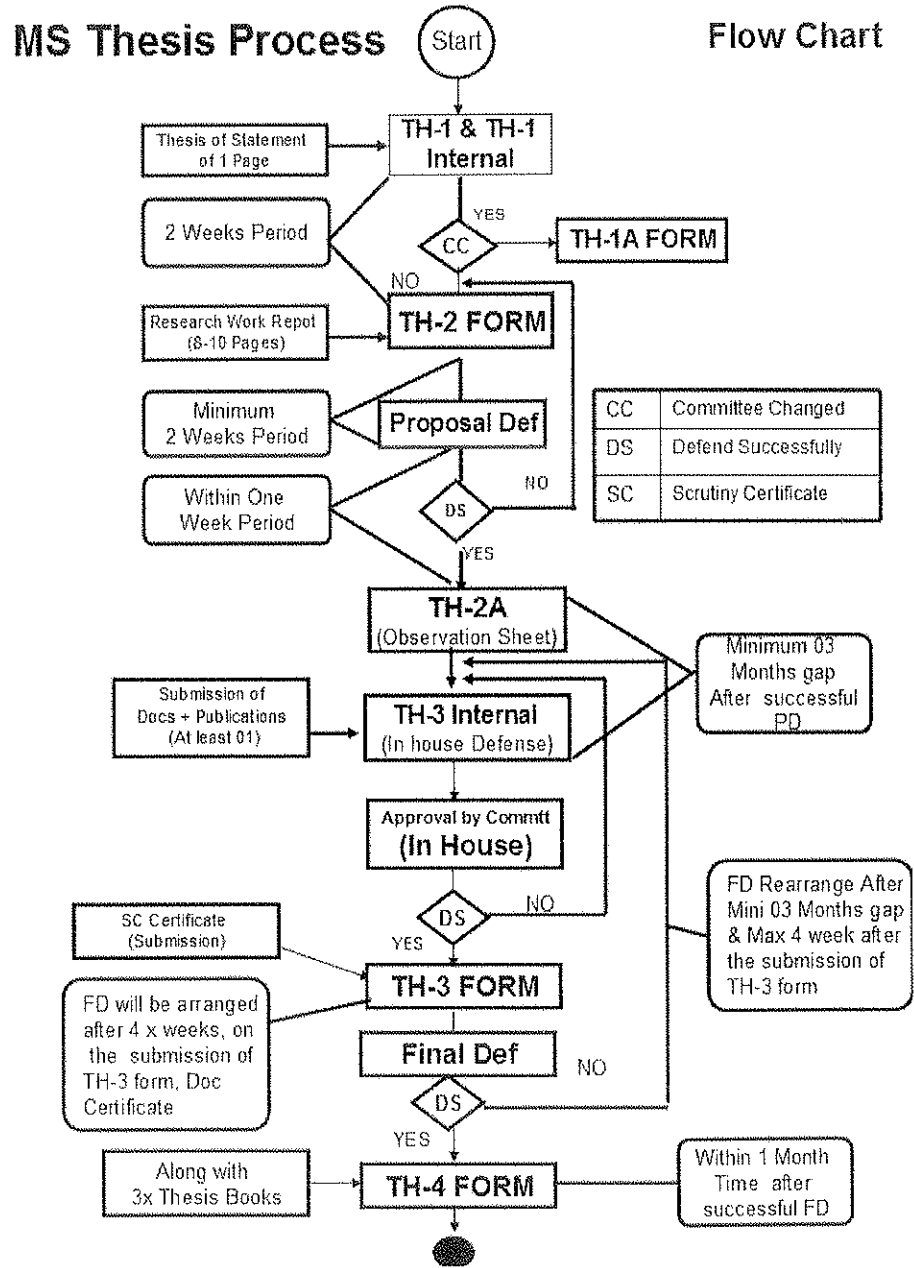 MS Thesis Process
Start
Flow Chart
Thesis of Statement
of 1 Page
TH-1 & TH-1
Internal
2 Weeks Period
YES
CC
TH-1A FORM
NO
Research Work Repot
(8-10 Pages)
TH-2 FORM
Minimum
2 Weeks Period
Proposal Def
CC Committee Changed
DS Defend Successfully
SC Scrutiny Certificate
Within One
Week Period
DS
NO
YES
TH-2A
(Observation Sheet)
Minimum 03
Months gap
After successful
PD
Submission of
Docs + Publications
(At least 01)
TH-3 Internal
(In house Defense)
Approval by Commtt
(In House)
FD Rearrange After
Mini 03 Months gap
& Max 4 week after
the submission of
TH-3 form
DS
NO
SC Certificate
(Submission)
YES
TH-3 FORM
FD will be arranged
after 4 x weeks, on
the submission of
TH-3 form, Doc
Certificate
Final Def
NO
DS
YES
Along with
3x Thesis Books
TH-4 FORM
Within 1 Month
Time after
successful FD